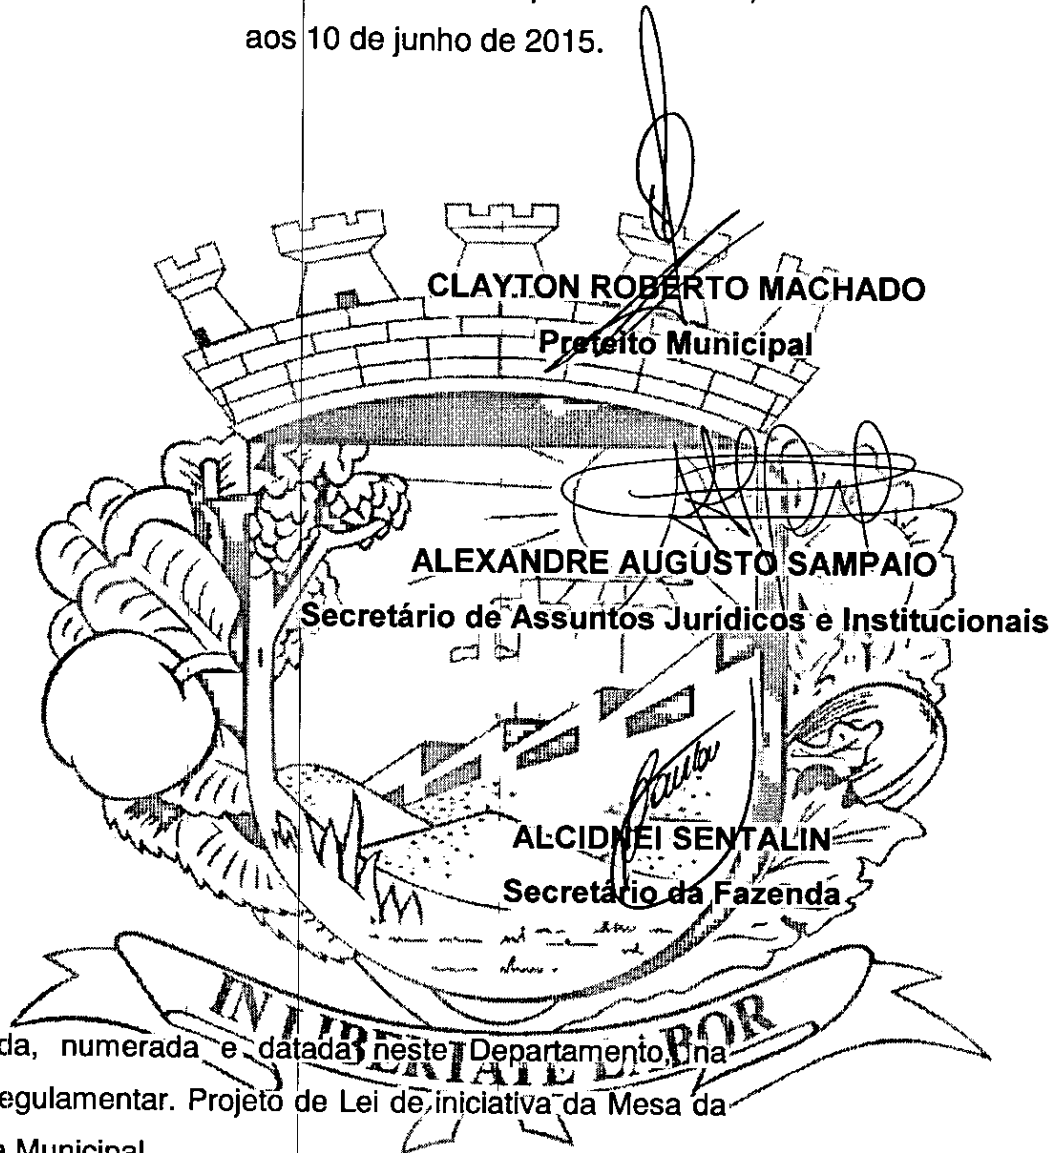 aos 10 de junho de 2015.
CLAYTON ROBERTO MACHADO
Prefeito Municipal
ALEXANDRE AUGUSTO SAMPAIO
Secretário de Assuntos Jurídicos e Institucionais
ALCIDNEI SENTALIN
Secretário da Fazenda
IN LIBERTATE LABOR
da, numerada e datada neste Departamento, na
egulamentar. Projeto de Lei de iniciativa da Mesa da
Municipal